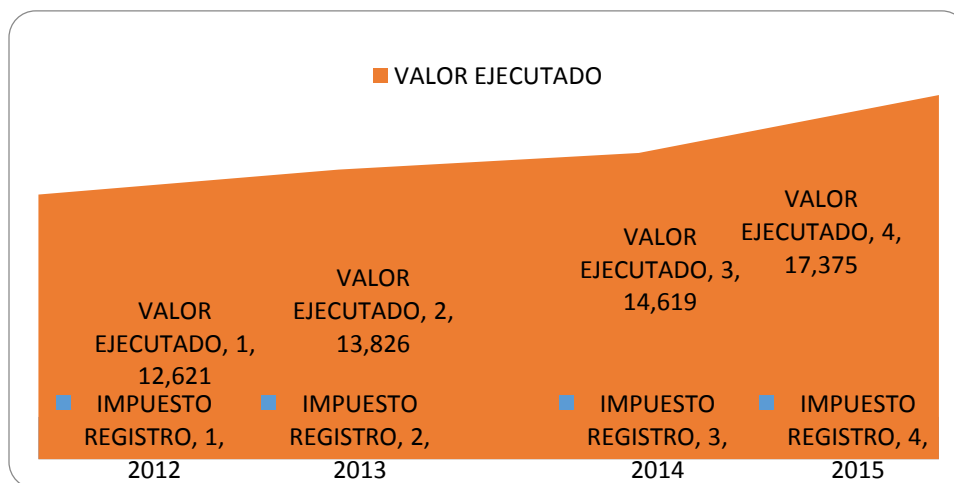 VALOR EJECUTADO
VALOR
EJECUTADO, 1,
12,621
VALOR
EJECUTADO, 2,
13,826
VALOR
EJECUTADO, 3,
14,619
VALOR
EJECUTADO, 4,
17,375
IMPUESTO
REGISTRO, 1,
2012
IMPUESTO
REGISTRO, 2,
2013
IMPUESTO
REGISTRO, 3,
2014
IMPUESTO
REGISTRO, 4,
2015